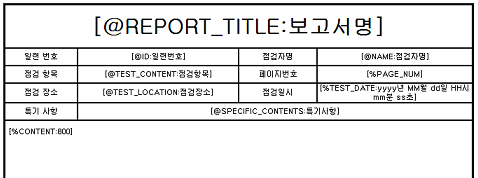 [@REPORT_TITLE:보고서명]
일련 번호 [@ID:일련번호] 점검자명 [@NAME:점검자명]
점검 항목 [@TEST_CONTENT:점검항목] 페이지번호 [%PAGE_NUM]
점검 장소 [@TEST_LOCATION:점검장소] 점검일시 [%TEST_DATE:yyyy년 MM월 dd일 HH시
mm분 ss초]
특기 사항 [@SPECIFIC_CONTENTS:특기사항]
[%CONTENT:800]